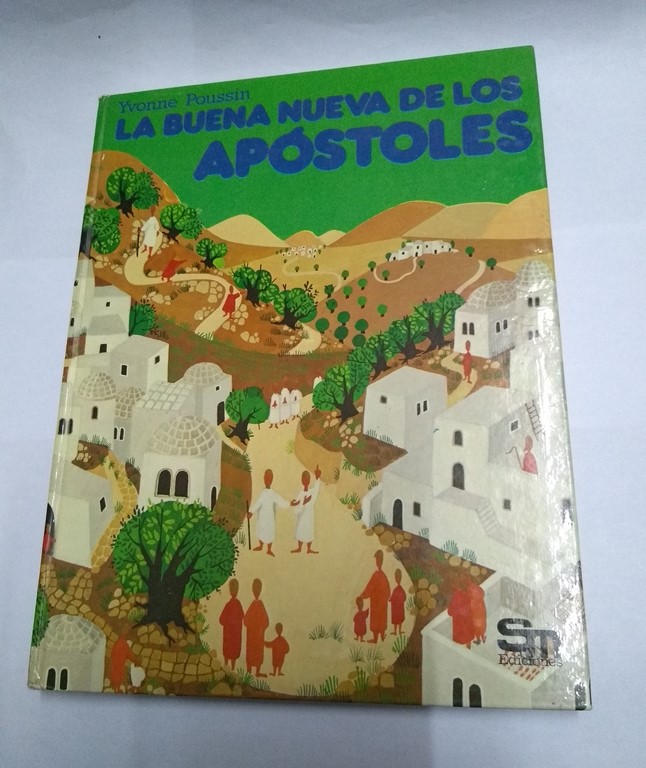 Yvonne Poussin
LA BUENA NUEVA DE LOS
APÓSTOLES
SM
Ediciones